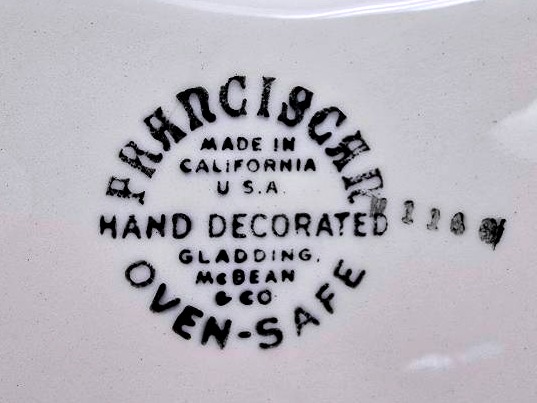 FRANCISCAN
MADE IN
CALIFORNIA
U.S.A.
HAND DECORATED
GLADDING,
McBEAN
& CO.
OVEN-SAFE